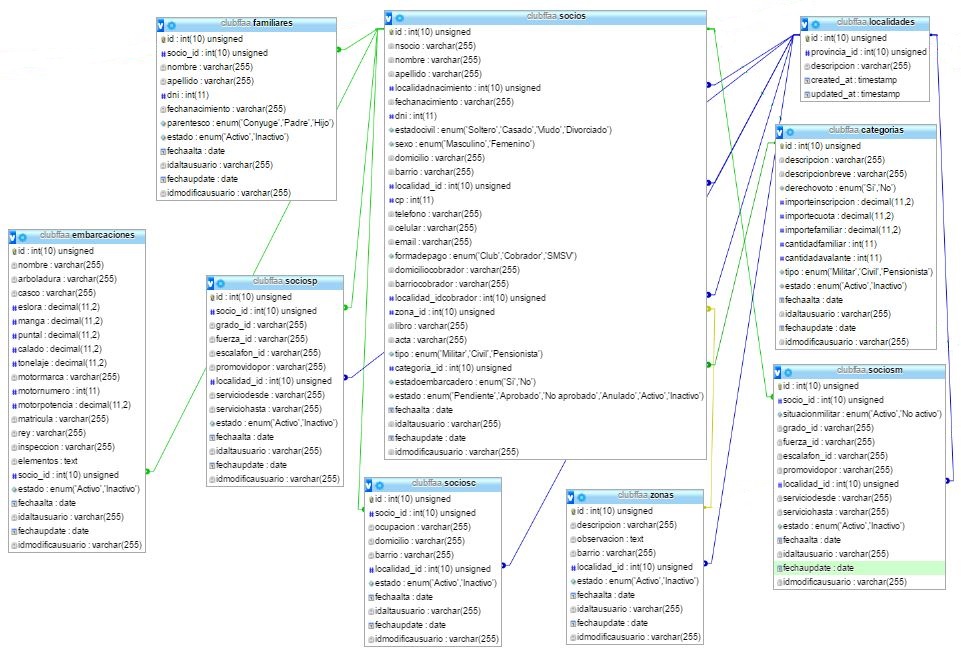 clubffaa familiares
id : int(10) unsigned
socio_id : int(10) unsigned
nombre : varchar(255)
apellido : varchar(255)
dni : int(11)
fechanacimiento : varchar(255)
parentesco : enum('Conyuge','Padre','Hijo')
estado : enum('Activo','Inactivo')
fechaalta : date
idaltausuario : varchar(255)
fechaupdate : date
idmodificausuario : varchar(255)
clubffaa socios
id : int(10) unsigned
nsocio : varchar(255)
nombre : varchar(255)
apellido : varchar(255)
localidadnacimiento : int(10) unsigned
fechanacimiento : varchar(255)
dni : int(11)
estadocivil : enum('Soltero','Casado','Viudo','Divorciado')
sexo : enum('Masculino','Femenino')
domicilio : varchar(255)
barrio : varchar(255)
localidad_id : int(10) unsigned
cp : int(11)
telefono : varchar(255)
celular : varchar(255)
email : varchar(255)
formadepago : enum('Club','Cobrador','SMSV')
domiciliocobrador : varchar(255)
barriocobrador : varchar(255)
localidad_idcobrador : int(10) unsigned
zona_id : int(10) unsigned
libro : varchar(255)
acta : varchar(255)
tipo : enum('Militar','Civil','Pensionista')
categoria_id : int(10) unsigned
estadoembarcadero : enum('Si','No')
estado : enum('Pendiente','Aprobado','No aprobado','Anulado','Activo','Inactivo')
fechaalta : date
idaltausuario : varchar(255)
fechaupdate : date
idmodificausuario : varchar(255)
clubffaa localidades
id : int(10) unsigned
provincia_id : int(10) unsigned
descripcion : varchar(255)
created_at : timestamp
updated_at : timestamp
clubffaa categorias
id : int(10) unsigned
descripcion : varchar(255)
descripcionbreve : varchar(255)
derechovoto : enum('Si','No')
importeinscripcion : decimal(11,2)
importecuota : decimal(11,2)
importefamiliar : decimal(11,2)
cantidadfamiliar : int(11)
cantidadavalante : int(11)
tipo : enum('Militar','Civil','Pensionista')
estado : enum('Activo','Inactivo')
fechaalta : date
idaltausuario : varchar(255)
fechaupdate : date
idmodificausuario : varchar(255)
clubffaa embarcaciones
id : int(10) unsigned
nombre : varchar(255)
arboladura : varchar(255)
casco : varchar(255)
eslora : decimal(11,2)
manga : decimal(11,2)
puntal : decimal(11,2)
calado : decimal(11,2)
tonelaje : decimal(11,2)
motormarca : varchar(255)
motornumero : int(11)
motorpotencia : decimal(11,2)
matricula : varchar(255)
rey : varchar(255)
inspeccion : varchar(255)
elementos : text
socio_id : int(10) unsigned
estado : enum('Activo','Inactivo')
fechaalta : date
idaltausuario : varchar(255)
fechaupdate : date
idmodificausuario : varchar(255)
clubffaa sociosp
id : int(10) unsigned
socio_id : int(10) unsigned
grado_id : varchar(255)
fuerza_id : varchar(255)
escalafon_id : varchar(255)
promovidopor : varchar(255)
localidad_id : int(10) unsigned
serviciodesde : varchar(255)
serviciohasta : varchar(255)
estado : enum('Activo','Inactivo')
fechaalta : date
idaltausuario : varchar(255)
fechaupdate : date
idmodificausuario : varchar(255)
clubffaa sociosm
id : int(10) unsigned
socio_id : int(10) unsigned
situacionmilitar : enum('Activo','No activo')
grado_id : varchar(255)
fuerza_id : varchar(255)
escalafon_id : varchar(255)
promovidopor : varchar(255)
localidad_id : int(10) unsigned
serviciodesde : varchar(255)
serviciohasta : varchar(255)
estado : enum('Activo','Inactivo')
fechaalta : date
idaltausuario : varchar(255)
fechaupdate : date
idmodificausuario : varchar(255)
clubffaa sociosc
id : int(10) unsigned
socio_id : int(10) unsigned
ocupacion : varchar(255)
domicilio : varchar(255)
barrio : varchar(255)
localidad_id : int(10) unsigned
estado : enum('Activo','Inactivo')
fechaalta : date
idaltausuario : varchar(255)
fechaupdate : date
idmodificausuario : varchar(255)
clubffaa zonas
id : int(10) unsigned
descripcion : varchar(255)
observacion : text
barrio : varchar(255)
localidad_id : int(10) unsigned
estado : enum('Activo','Inactivo')
fechaalta : date
idaltausuario : varchar(255)
fechaupdate : date
idmodificausuario : varchar(255)